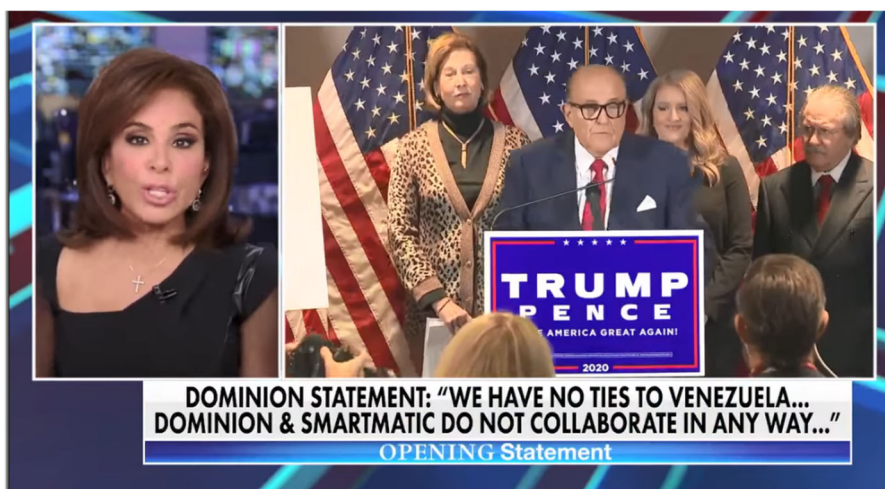 TRUMP
PENCE
AMERICA GREAT AGAIN!
2020
DOMINION STATEMENT: “WE HAVE NO TIES TO VENEZUELA...
DOMINION & SMARTMATIC DO NOT COLLABORATE IN ANY WAY...”
OPENING Statement